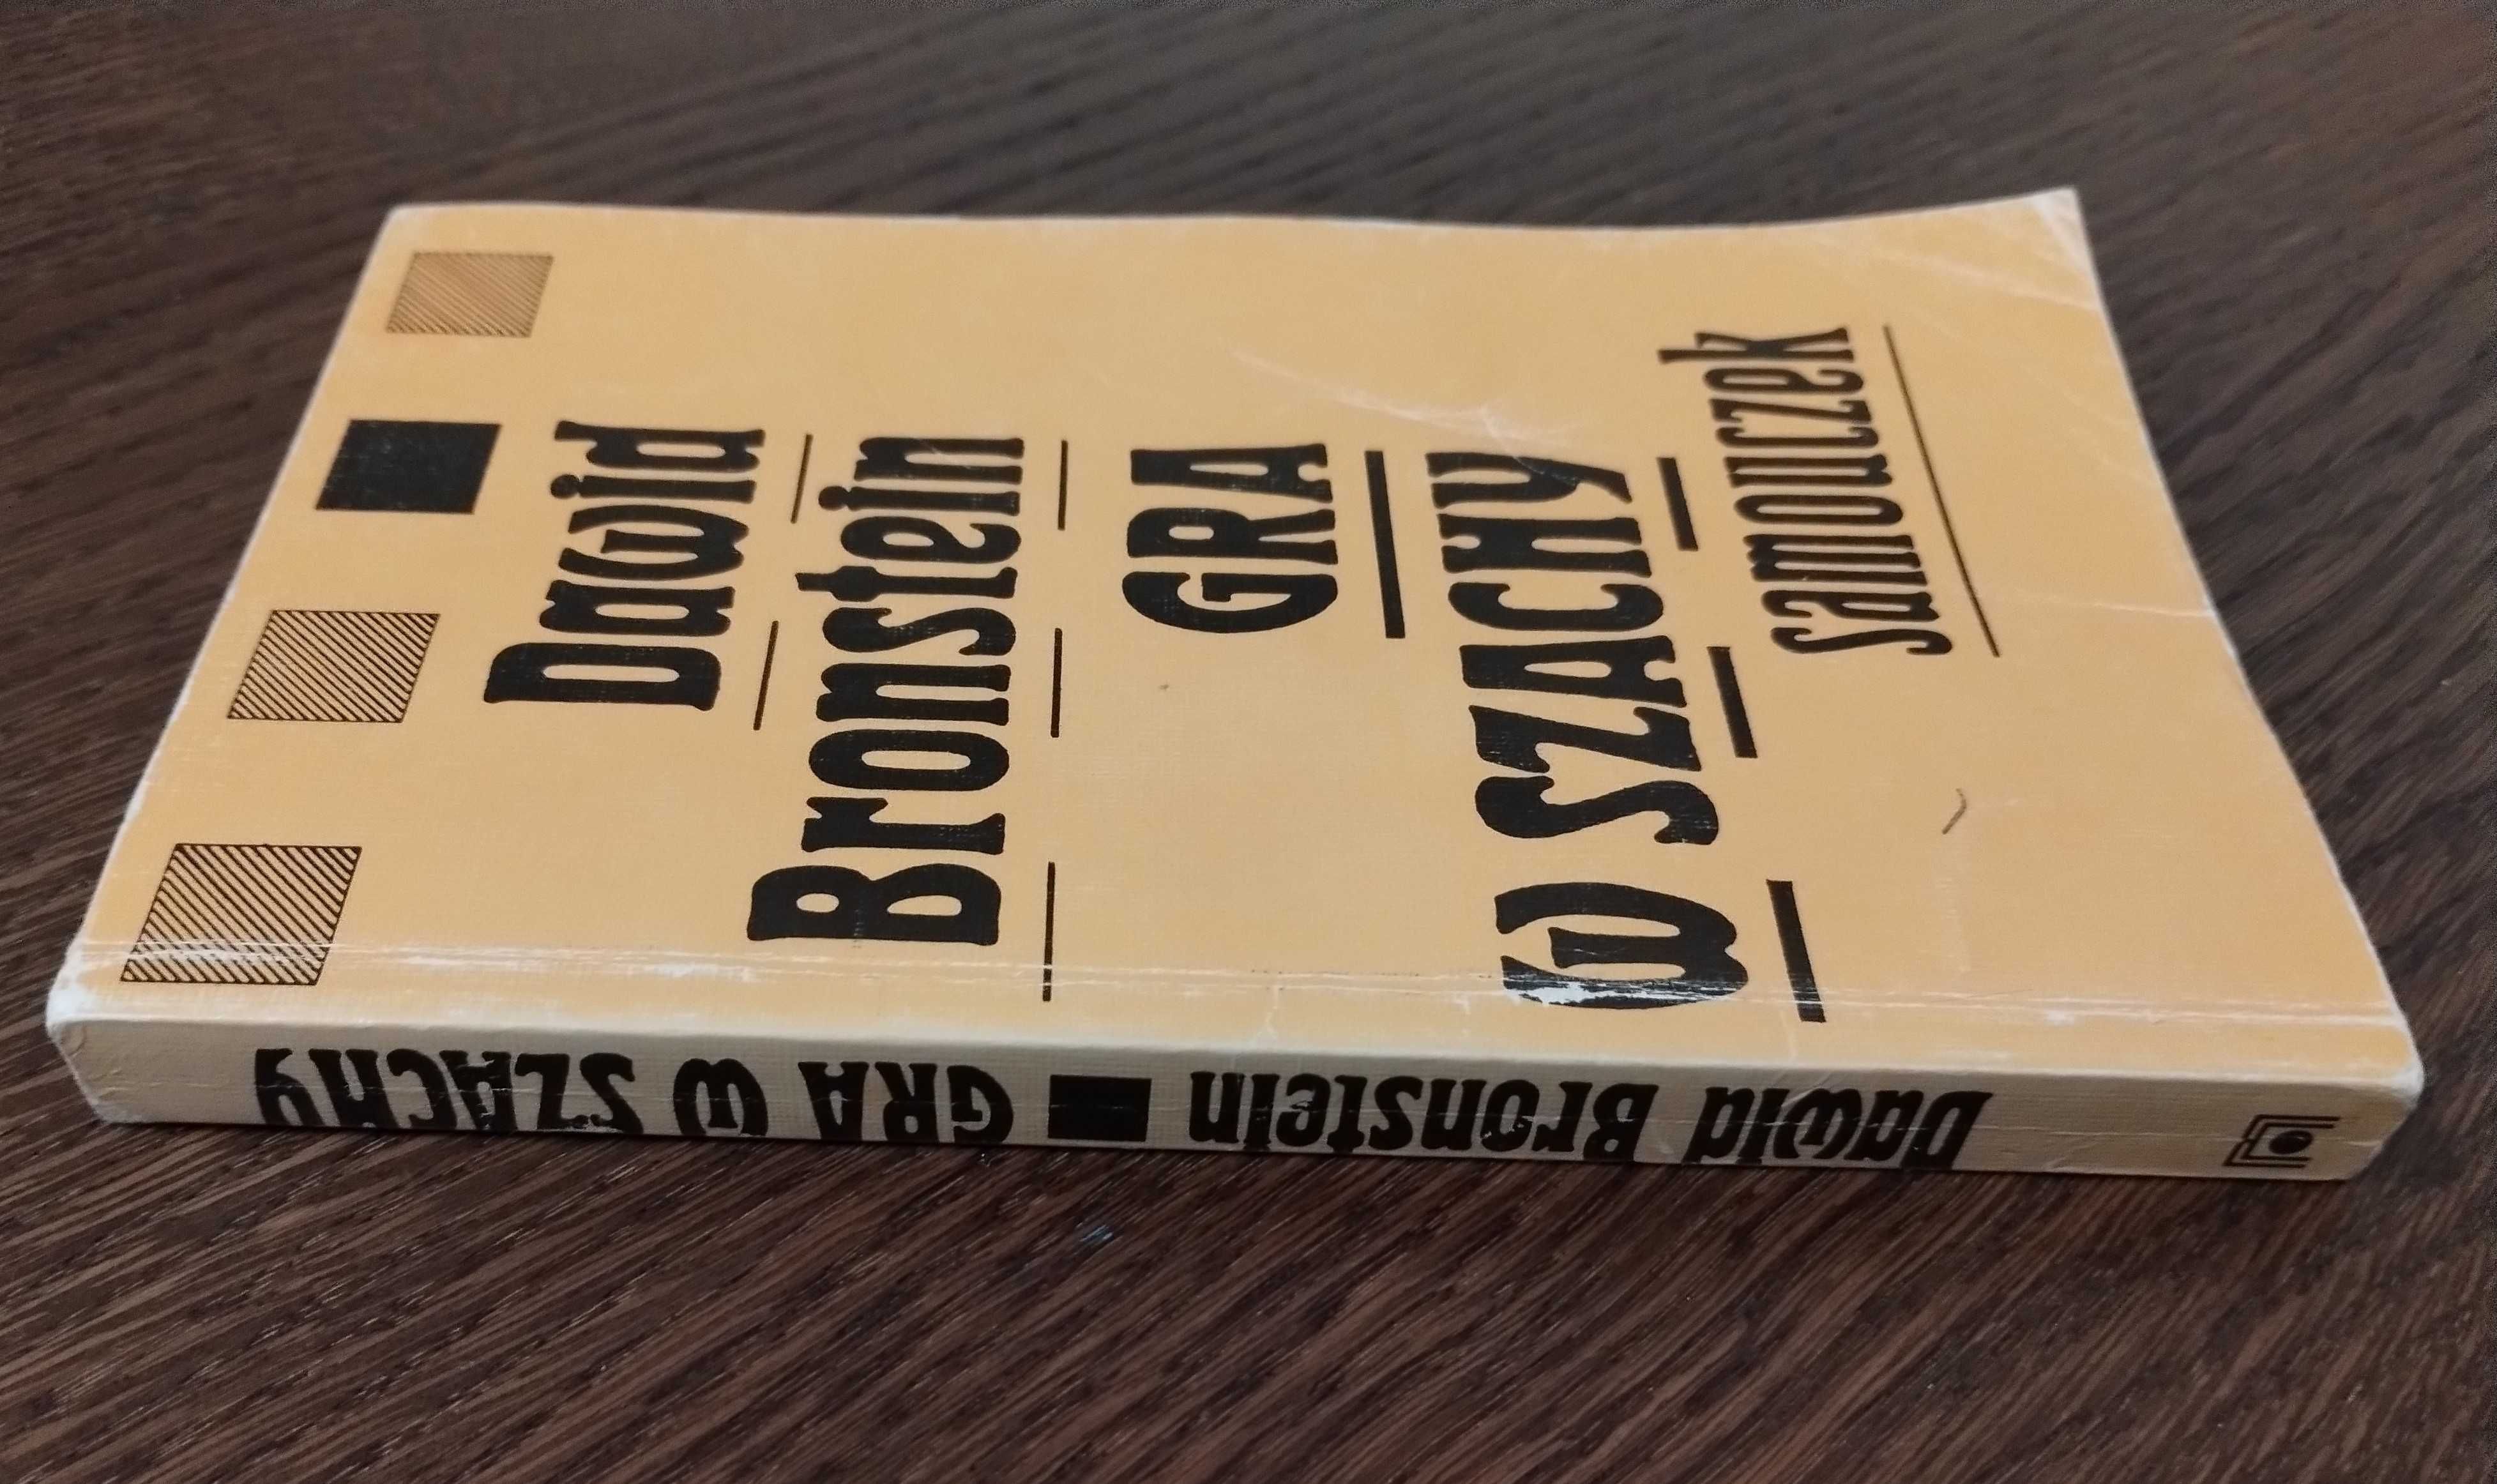 Dawid
Bronstein
GRA
W SZACHY
samouczek
Dawid Bronstein GRA W SZACHY